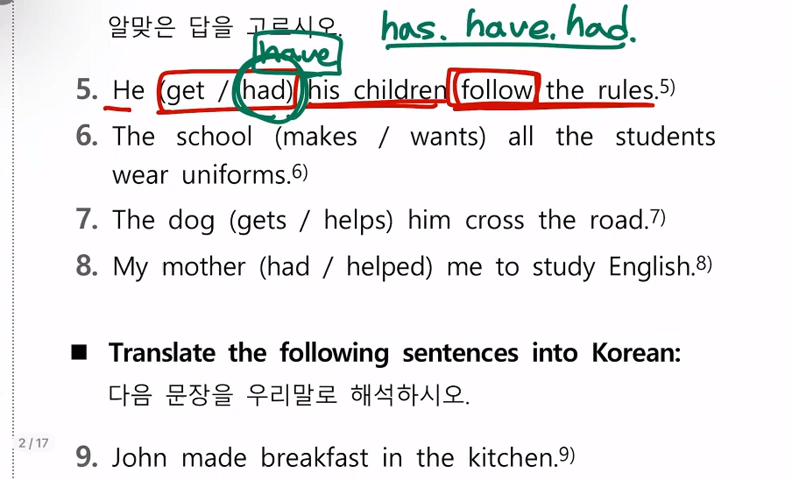 알맞은 답을 고르시오.
has. have. had.
have
5. He (get / had) his children (follow) the rules.5)
6. The school (makes / wants) all the students
wear uniforms.6)
7. The dog (gets / helps) him cross the road.7)
8. My mother (had / helped) me to study English.8)
■ Translate the following sentences into Korean:
다음 문장을 우리말로 해석하시오.
2/17
9. John made breakfast in the kitchen.9)